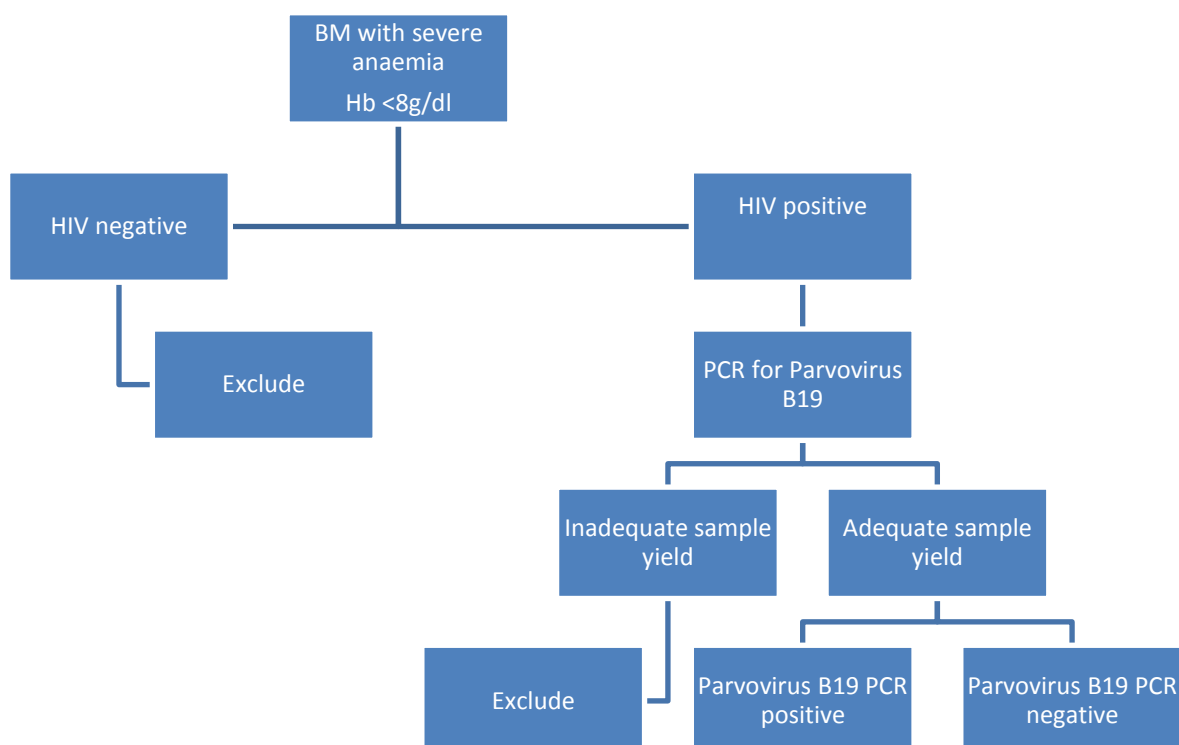 BM with severe
anaemia
Hb <8g/dl
HIV negative
HIV positive
Exclude
PCR for Parvovirus
B19
Inadequate sample
yield
Adequate sample
yield
Exclude
Parvovirus B19 PCR
positive
Parvovirus B19 PCR
negative